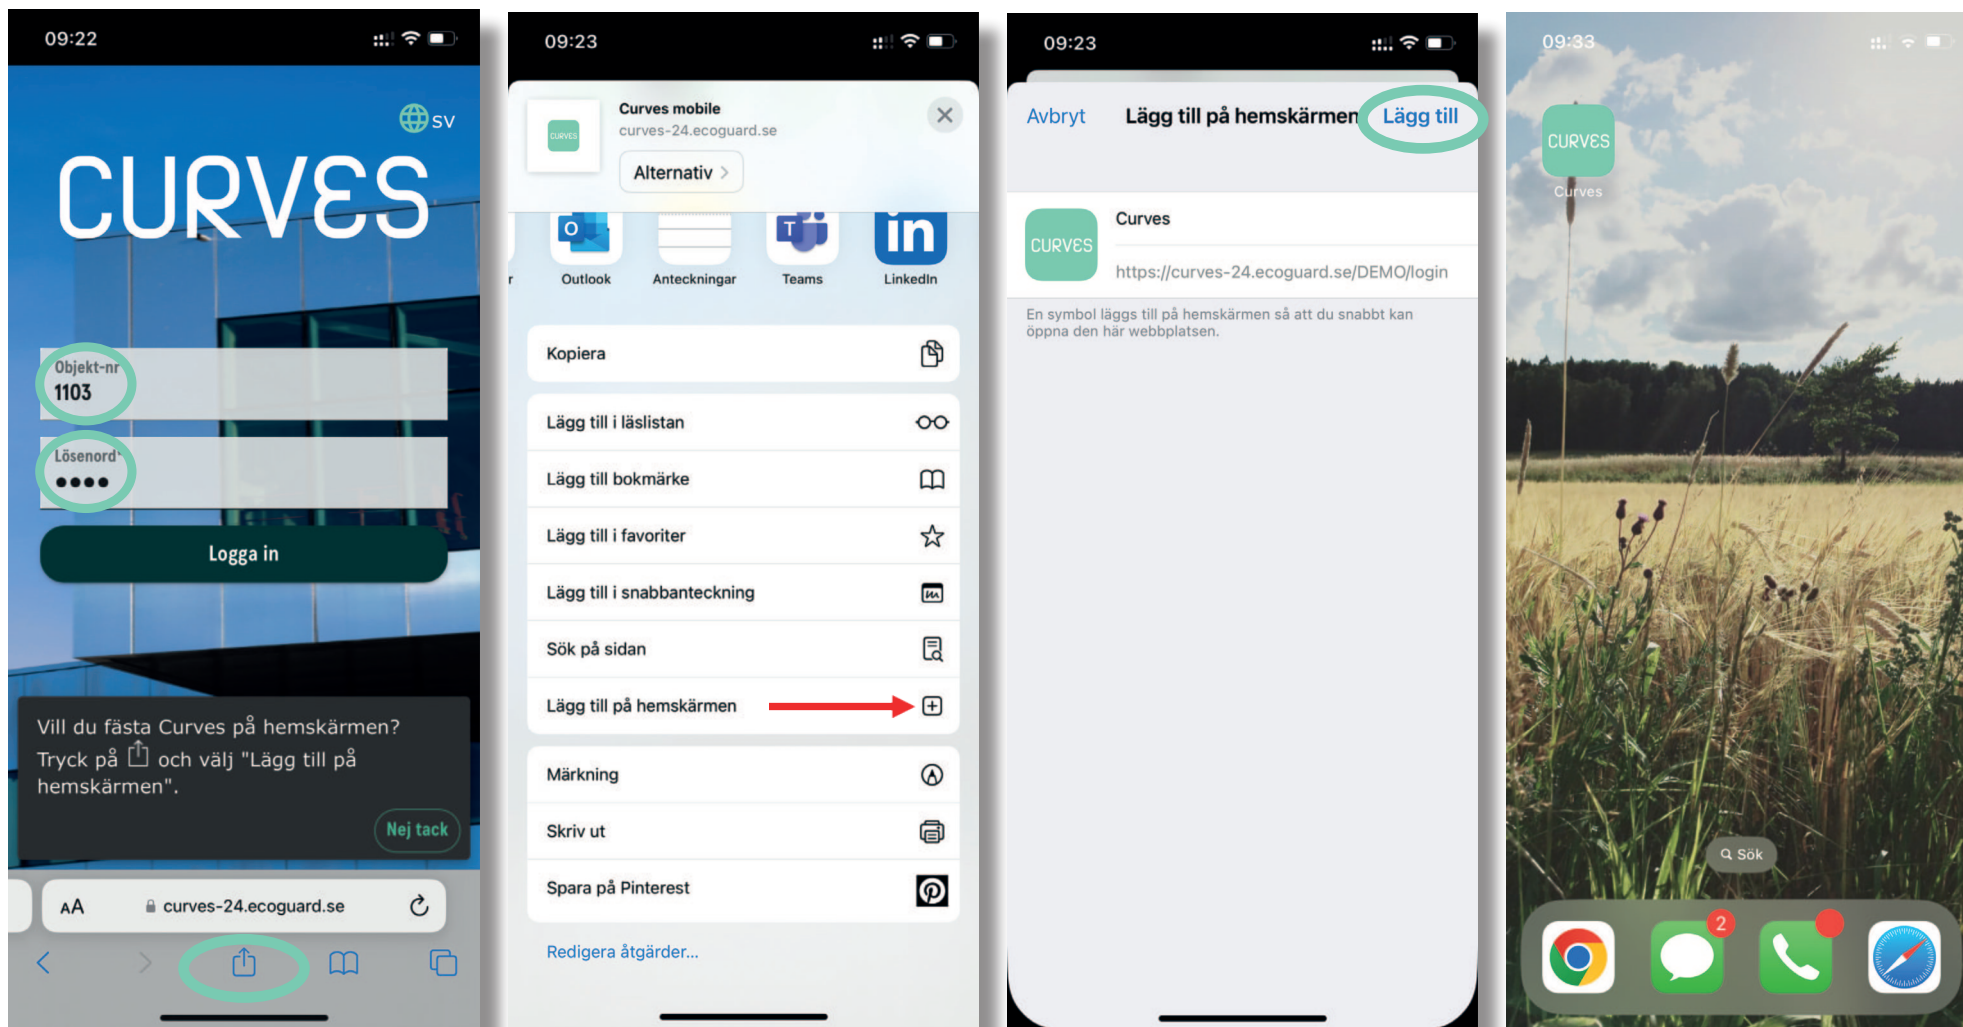 09:22
SV
CURVES
Objekt-nr
1103
Lösenord*
Logga in
Vill du fästa Curves på hemskärmen?
Tryck på och välj "Lägg till på
hemskärmen".
Nej tack
AA curves-24.ecoguard.se
09:23
CURVES
Curves mobile
curves-24.ecoguard.se
Alternativ >
r Outlook Anteckningar Teams LinkedIn
Kopiera
Lägg till i läslistan
Lägg till bokmärke
Lägg till i favoriter
Lägg till i snabbanteckning
Sök på sidan
Lägg till på hemskärmen
Märkning
Skriv ut
Spara på Pinterest
Redigera åtgärder...
09:23
Avbryt Lägg till på hemskärmen Lägg till
CURVES
Curves
https://curves-24.ecoguard.se/DEMO/login
En symbol läggs till på hemskärmen så att du snabbt kan
öppna den här webbplatsen.
09:33
CURVES
Curves
Sök
2